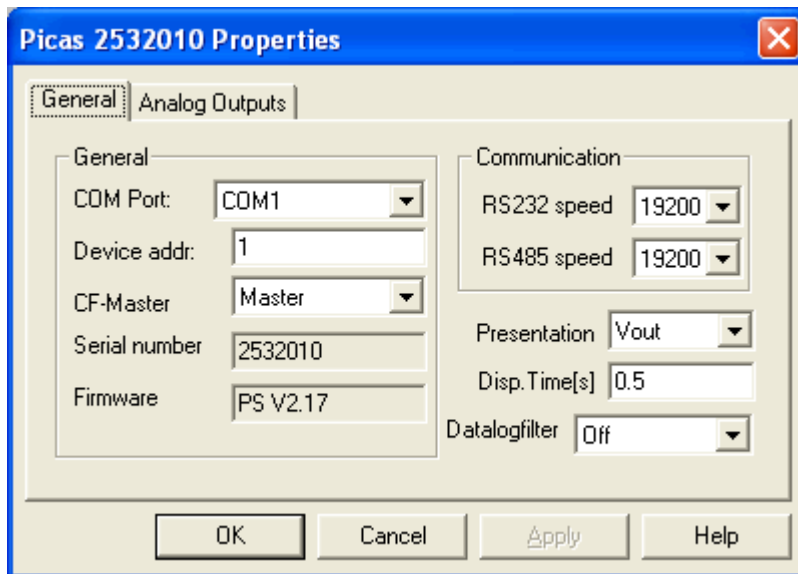 Picas 2532010 Properties
General
Analog Outputs
General
COM Port: COM1
Device addr: 1
CF-Master Master
Serial number 2532010
Firmware PS V2.17
Communication
RS232 speed 19200
RS485 speed 19200
Presentation Vout
Disp.Time[s] 0.5
Datalogfilter Off
OK
Cancel
Apply
Help